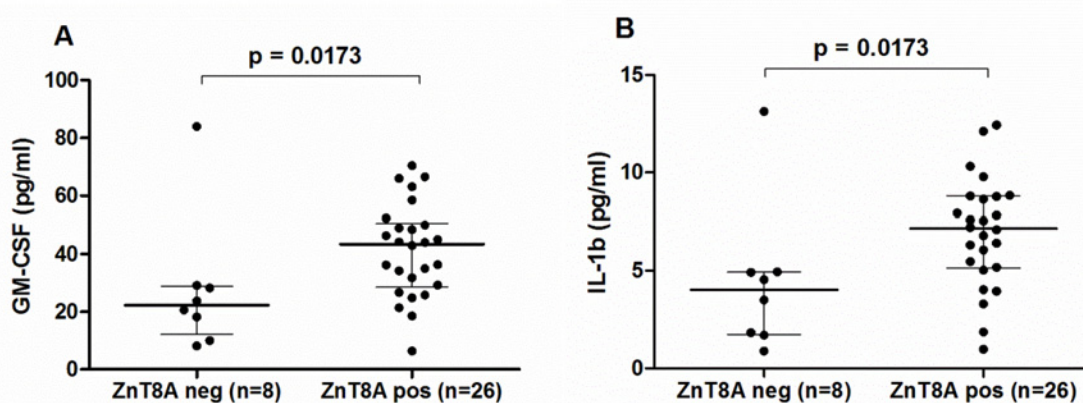 A
p = 0.0173
100
80
60
40
20
0
GM-CSF (pg/ml)
ZnT8A neg (n=8)
ZnT8A pos (n=26)
B
p = 0.0173
15
10
5
0
IL-1b (pg/ml)
ZnT8A neg (n=8)
ZnT8A pos (n=26)